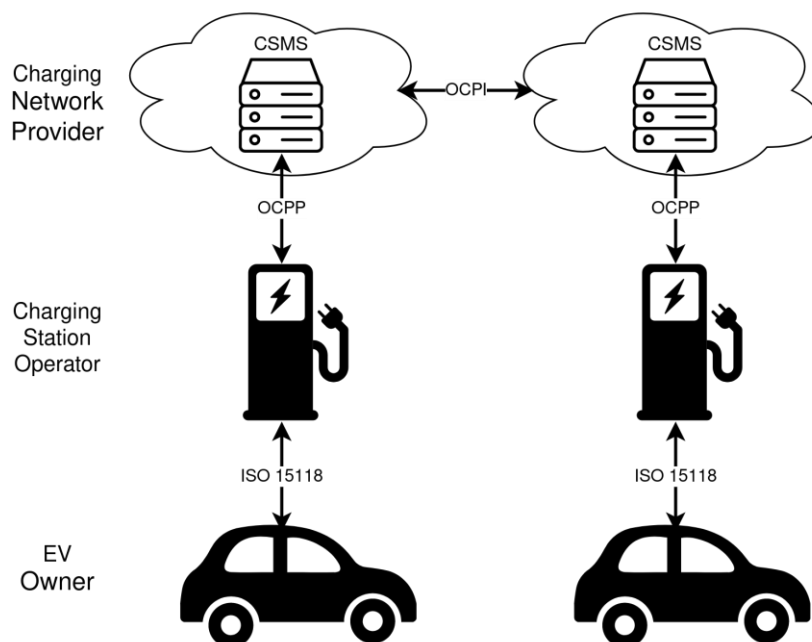 CSMS
CSMS
Charging
Network
Provider
OCPI
OCPP
OCPP
Charging
Station
Operator
ISO 15118
ISO 15118
EV
Owner